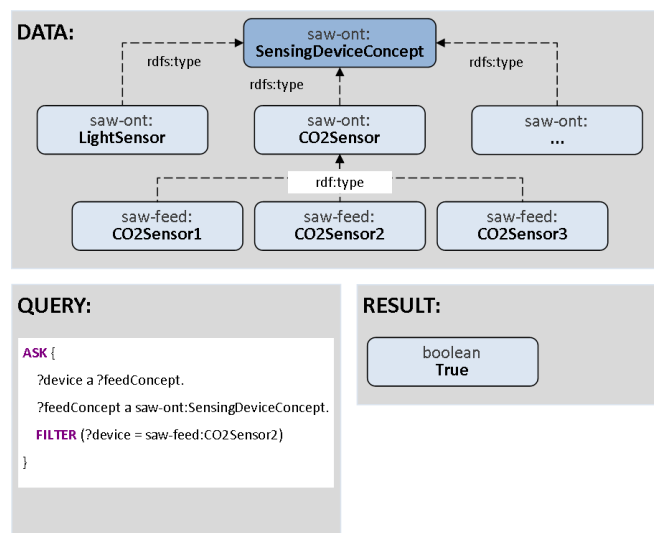 DATA:
saw-ont:
SensingDeviceConcept
rdfs:type
rdfs:type
rdfs:type
saw-ont:
LightSensor
saw-ont:
CO2Sensor
saw-ont:
...
rdf:type
saw-feed:
CO2Sensor1
saw-feed:
CO2Sensor2
saw-feed:
CO2Sensor3
QUERY:
ASK {
?device a ?feedConcept.
?feedConcept a saw-ont:SensingDeviceConcept.
FILTER (?device = saw-feed:CO2Sensor2)
}
RESULT:
boolean
True